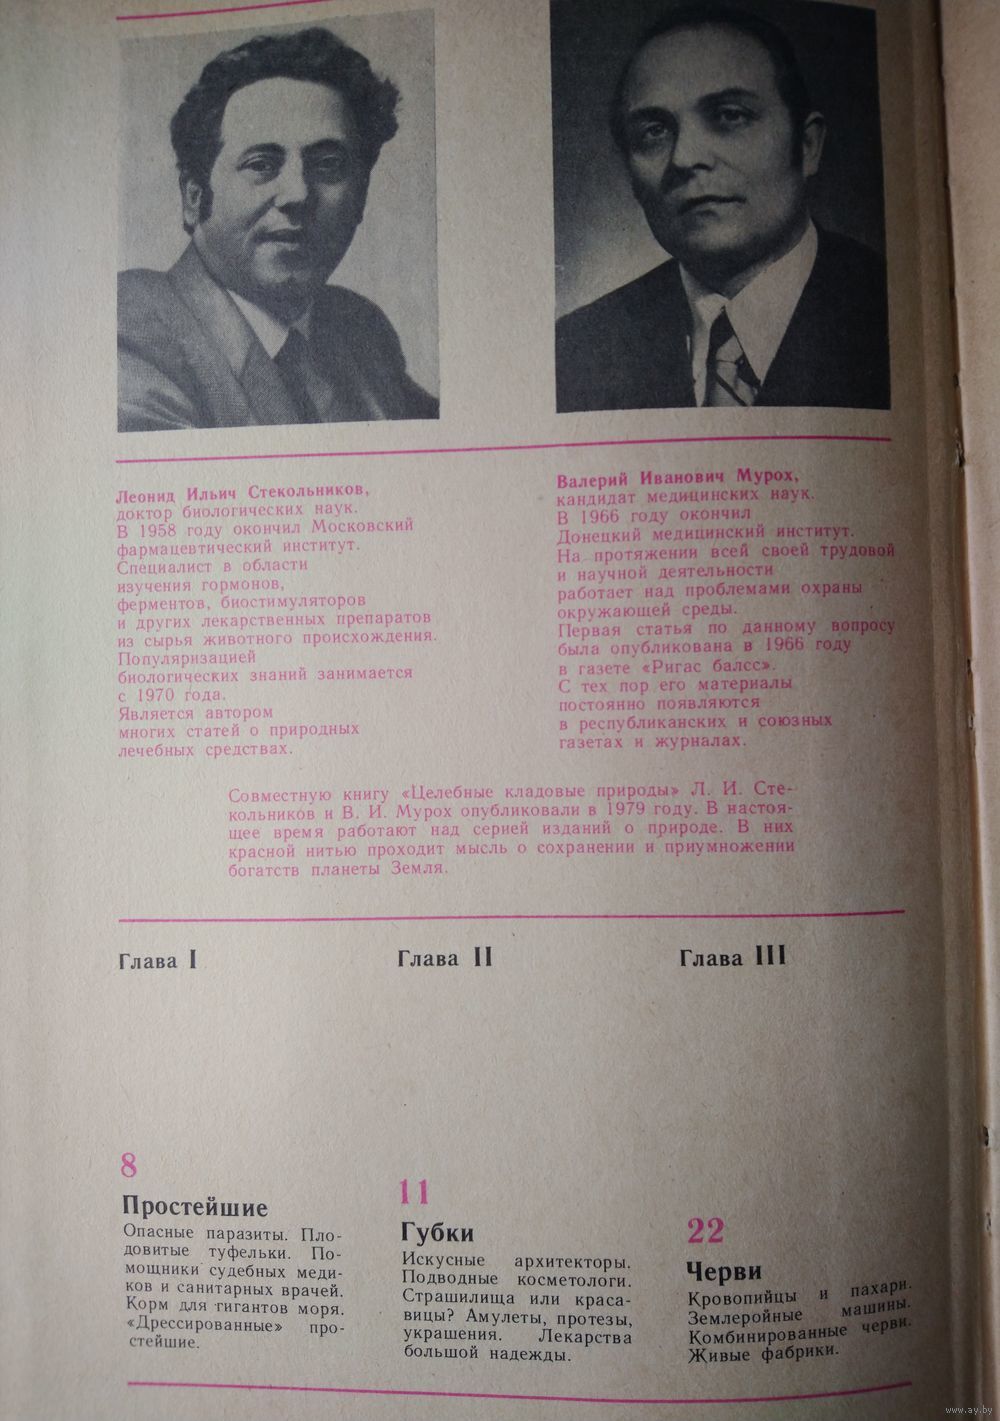 Леонид Ильич Стекольников,
доктор биологических наук.
В 1958 году окончил Московский
фармацевтический институт.
Специалист в области
изучения гормонов,
ферментов, биостимуляторов
и других лекарственных препаратов
из сырья животного происхождения.
Популяризацией
биологических знаний занимается
с 1970 года.
Является автором
многих статей о природных
лечебных средствах.
Валерий Иванович Мурох,
кандидат медицинских наук.
В 1966 году окончил
Донецкий медицинский институт.
На протяжении всей своей трудовой
и научной деятельности
работает над проблемами охраны
окружающей среды.
Первая статья по данному вопросу
была опубликована в 1966 году
в газете «Ригас балсс».
С тех пор его материалы
постоянно появляются
в республиканских и союзных
газетах и журналах.
Совместную книгу «Целебные кладовые природы» Л. И. Сте-
кольников и В. И. Мурох опубликовали в 1979 году. В настоя-
щее время работают над серией изданий о природе. В них
красной нитью проходит мысль о сохранении и приумножении
богатств планеты Земля.
Глава I
8
Простейшие
Опасные паразиты. Пло-
довитые туфельки. По-
мощники судебных меди-
ков и санитарных врачей.
Корм для гигантов моря.
«Дрессированные» про-
стейшие.
Глава II
11
Губки
Искусные архитекторы.
Подводные косметологи.
Страшилища или краса-
вицы? Амулеты, протезы,
украшения. Лекарства
большой надежды.
Глава III
22
Черви
Кровопийцы и пахари.
Землеройные машины.
Комбинированные черви.
Живые фабрики.
www.ay.by